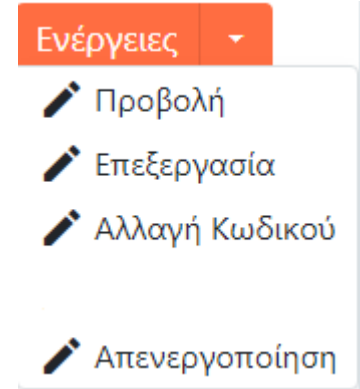 Ενέργειες
Προβολή
Επεξεργασία
Αλλαγή Κωδικού
Απενεργοποίηση